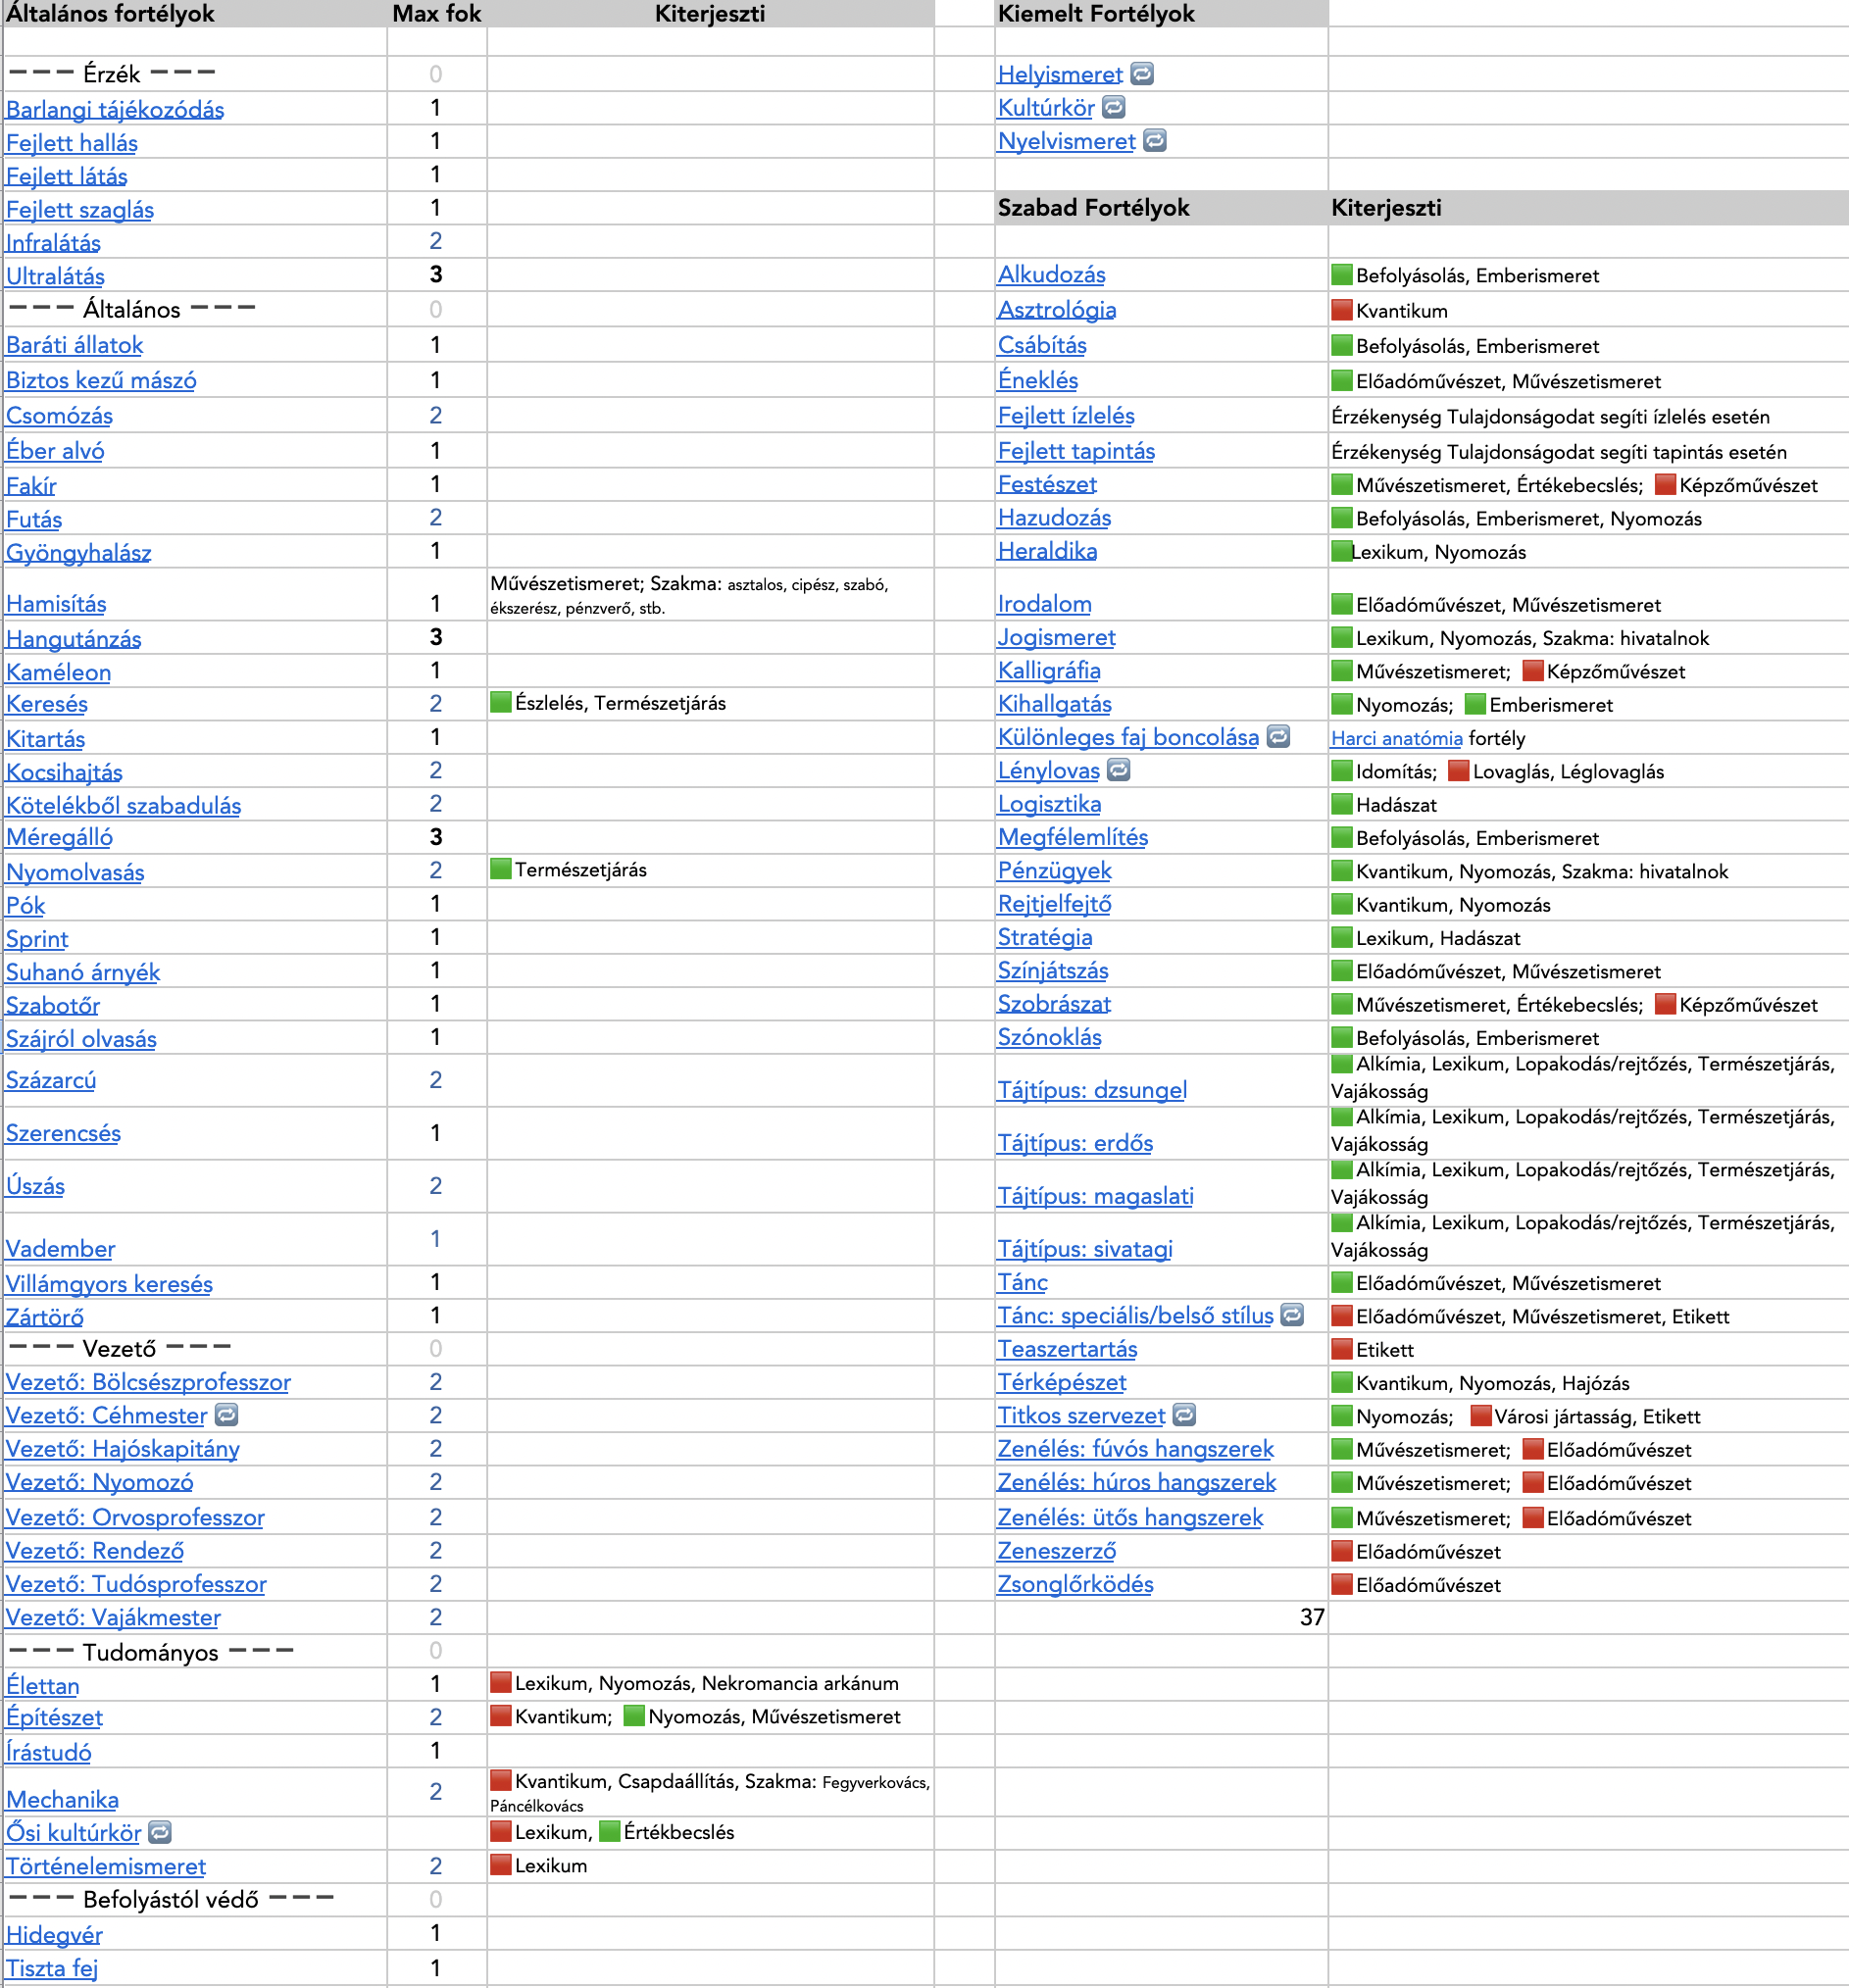 Általános fortélyok Max fok Kiterjeszti Kiemelt Fortélyok
--- Érzék --- 0 Helyismeret 🔁
Barlangi tájékozódás 1 Kultúrkör 🔁
Fejlett hallás 1 Nyelvismeret 🔁
Fejlett látás 1
Fejlett szaglás 1 Szabad Fortélyok Kiterjeszti
Infralátás 2
Ultralátás 3 Alkudozás 🟩Befolyásolás, Emberismeret
--- Általános --- 0 Asztrológia 🟥Kvantikum
Baráti állatok 1 Csábítás 🟩Befolyásolás, Emberismeret
Biztos kezű mászó 1 Éneklés 🟩Előadóművészet, Művészetismeret
Csomózás 2 Fejlett ízlelés Érzékenység Tulajdonságodat segíti ízlelés esetén
Éber alvó 1 Fejlett tapintás Érzékenység Tulajdonságodat segíti tapintás esetén
Fakír 1 Festészet 🟩Művészetismeret, Értékebecslés; 🟥Képzőművészet
Futás 2 Hazudozás 🟩Befolyásolás, Emberismeret, Nyomozás
Gyöngyhalász 1 Heraldika 🟩Lexikum, Nyomozás
Hamisítás 1 Művészetismeret; Szakma: asztalos, cipész, szabó,
ékszerész, pénzverő, stb. Irodalom 🟩Előadóművészet, Művészetismeret
Hangutánzás 3 Jogismeret 🟩Lexikum, Nyomozás, Szakma: hivatalnok
Kaméleon 1 Kalligráfia 🟩Művészetismeret; 🟥Képzőművészet
Keresés 2 🟩Észlelés, Természetjárás Kihallgatás 🟩Nyomozás; 🟩Emberismeret
Kitartás 1 Különleges faj boncolása 🔁 Harci anatómia fortély
Kocsihajtás 2 Lénylovas 🔁 🟩Idomítás; 🟥Lovaglás, Léglovaglás
Kötelékből szabadulás 2 Logisztika 🟩Hadászat
Méregálló 3 Megfélemlítés 🟩Befolyásolás, Emberismeret
Nyomolvasás 2 🟩Természetjárás Pénzügyek 🟩Kvantikum, Nyomozás, Szakma: hivatalnok
Pók 1 Rejtjelfejtő 🟩Kvantikum, Nyomozás
Sprint 1 Stratégia 🟩Lexikum, Hadászat
Suhanó árnyék 1 Színjátszás 🟩Előadóművészet, Művészetismeret
Szabotőr 1 Szobrászat 🟩Művészetismeret, Értékebecslés; 🟥Képzőművészet
Szájról olvasás 1 Szónoklás 🟩Befolyásolás, Emberismeret
Százarcú 2 Tájtípus: dzsungel 🟩Alkímia, Lexikum, Lopakodás/rejtőzés, Természetjárás,
Vajákosság
Szerencsés 1 Tájtípus: erdős 🟩Alkímia, Lexikum, Lopakodás/rejtőzés, Természetjárás,
Vajákosság
Úszás 2 Tájtípus: magaslati 🟩Alkímia, Lexikum, Lopakodás/rejtőzés, Természetjárás,
Vajákosság
Vadember 1 Tájtípus: sivatagi 🟩Alkímia, Lexikum, Lopakodás/rejtőzés, Természetjárás,
Vajákosság
Villámgyors keresés 1 Tánc 🟩Előadóművészet, Művészetismeret
Zártörő 1 Tánc: speciális/belső stílus 🔁 🟥Előadóművészet, Művészetismeret, Etikett
--- Vezető --- 0 Teaszertartás 🟥Etikett
Vezető: Bölcsészprofesszor 2 Térképészet 🟩Kvantikum, Nyomozás, Hajózás
Vezető: Céhmester 🔁 2 Titkos szervezet 🔁 🟩Nyomozás; 🟥Városi jártasság, Etikett
Vezető: Hajóskapitány 2 Zenélés: fúvós hangszerek 🟩Művészetismeret; 🟥Előadóművészet
Vezető: Nyomozó 2 Zenélés: húros hangszerek 🟩Művészetismeret; 🟥Előadóművészet
Vezető: Orvosprofesszor 2 Zenélés: ütős hangszerek 🟩Művészetismeret; 🟥Előadóművészet
Vezető: Rendező 2 Zeneszerző 🟥Előadóművészet
Vezető: Tudósprofesszor 2 Zsonglőrködés 🟥Előadóművészet
Vezető: Vajákmester 2 37
--- Tudományos --- 0
Élettan 1 🟥Lexikum, Nyomozás, Nekromancia arkánum
Építészet 2 🟥Kvantikum; 🟩Nyomozás, Művészetismeret
Írástudó 1
Mechanika 2 🟥Kvantikum, Csapdaállítás, Szakma: Fegyverkovács,
Páncélkovács
Ősi kultúrkör 🔁 🟥Lexikum, 🟩Értékbecslés
Történelemismeret 2 🟥Lexikum
--- Befolyástól védő --- 0
Hidegvér 1
Tiszta fej 1